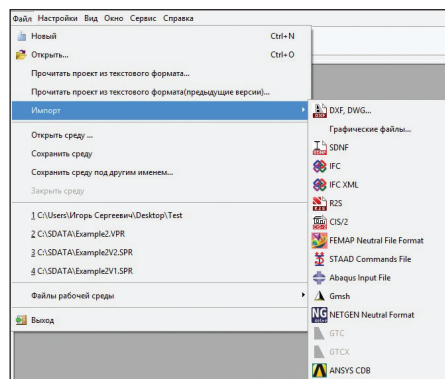 Файл Настройки Вид Окно Сервис Справка
Новый Ctrl+N
Открыть... Ctrl+O
Прочитать проект из текстового формата...
Прочитать проект из текстового формата(предыдущие версии)...
Импорт
Открыть среду ...
Сохранить среду
Сохранить среду под другим именем...
Закрыть среду
1 C:\Users\Игорь Сергеевич\Desktop\Test
2 C:\SDATA\Example2.VPR
3 C:\SDATA\Example2V2.SPR
4 C:\SDATA\Example2V1.SPR
Файлы рабочей среды
Выход
DXF, DWG...
Графические файлы...
SDNF
IFC
IFC XML
R2S
CIS/2
FEMAP Neutral File Format
STAAD Commands File
Abaqus Input File
Gmsh
NG NETGEN Neutral Format
GTC
GTCX
ANSYS CDB